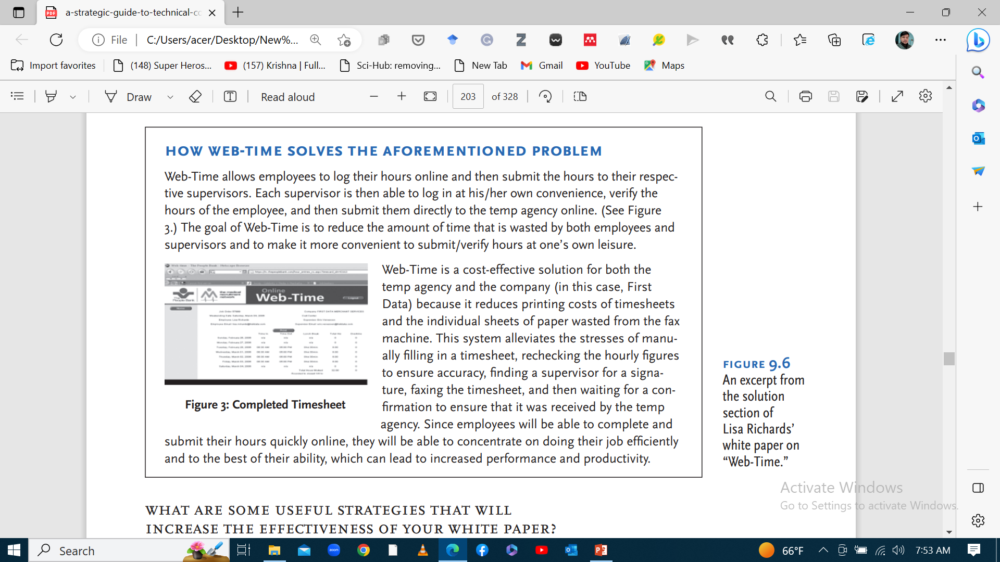 a-strategic-guide-to-technical-cc
File
C:/Users/acer/Desktop/New%...
Import favorites
(148) Super Heros...
(157) Krishna | Full...
Sci-Hub: removing...
New Tab
Gmail
YouTube
Maps
Draw
Read aloud
203 of 328
HOW WEB-TIME SOLVES THE AFOREMENTIONED PROBLEM
Web-Time allows employees to log their hours online and then submit the hours to their respec-
tive supervisors. Each supervisor is then able to log in at his/her own convenience, verify the
hours of the employee, and then submit them directly to the temp agency online. (See Figure
3.) The goal of Web-Time is to reduce the amount of time that is wasted by both employees and
supervisors and to make it more convenient to submit/verify hours at one's own leisure.
Online
Web-Time
Figure 3: Completed Timesheet
Web-Time is a cost-effective solution for both the
temp agency and the company (in this case, First
Data) because it reduces printing costs of timesheets
and the individual sheets of paper wasted from the fax
machine. This system alleviates the stresses of manu-
ally filling in a timesheet, rechecking the hourly figures
to ensure accuracy, finding a supervisor for a signa-
ture, faxing the timesheet, and then waiting for a con-
firmation to ensure that it was received by the temp
agency. Since employees will be able to complete and
submit their hours quickly online, they will be able to concentrate on doing their job efficiently
and to the best of their ability, which can lead to increased performance and productivity.
FIGURE 9.6
An excerpt from
the solution
section of
Lisa Richards'
white paper on
“Web-Time.”
WHAT ARE SOME USEFUL STRATEGIES THAT WILL
INCREASE THE EFFECTIVENESS OF YOUR WHITE PAPER?
Activate Windows
Go to Settings to activate Windows.
Search
66°F
7:53 AM